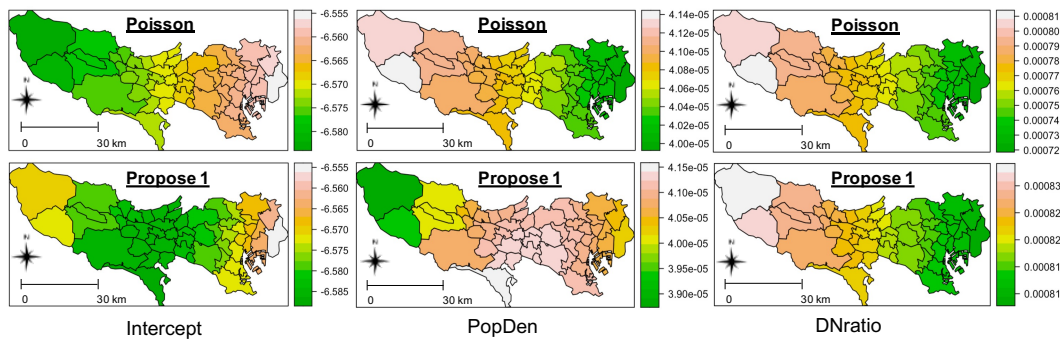 Poisson
N
0 30 km
-6.555
-6.560
-6.565
-6.570
-6.575
-6.580
Poisson
N
0 30 km
4.14e-05
4.12e-05
4.10e-05
4.08e-05
4.06e-05
4.04e-05
4.02e-05
4.00e-05
Poisson
N
0 30 km
0.00081
0.00080
0.00079
0.00078
0.00077
0.00076
0.00075
0.00074
0.00073
0.00072
Propose 1
N
0 30 km
-6.555
-6.560
-6.565
-6.570
-6.575
-6.580
-6.585
Propose 1
N
0 30 km
4.15e-05
4.10e-05
4.05e-05
4.00e-05
3.95e-05
3.90e-05
Propose 1
N
0 30 km
0.00083
0.00082
0.00082
0.00081
0.00081
Intercept
PopDen
DNratio